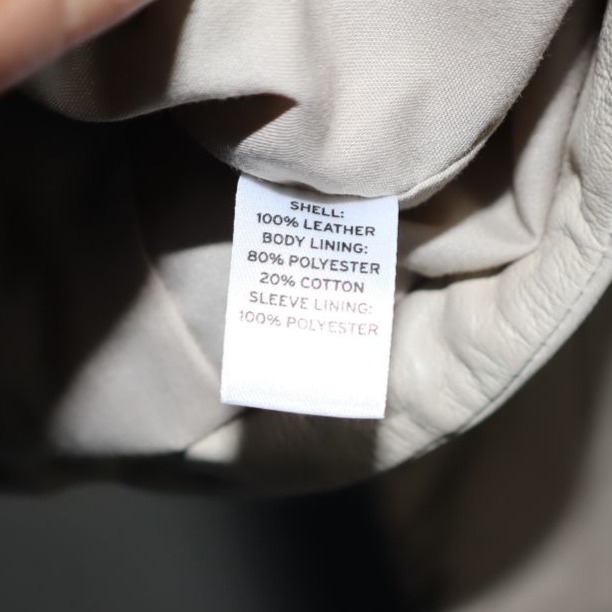 SHELL:
100% LEATHER
BODY LINING:
80% POLYESTER
20% COTTON
SLEEVE LINING:
100% POLYESTER